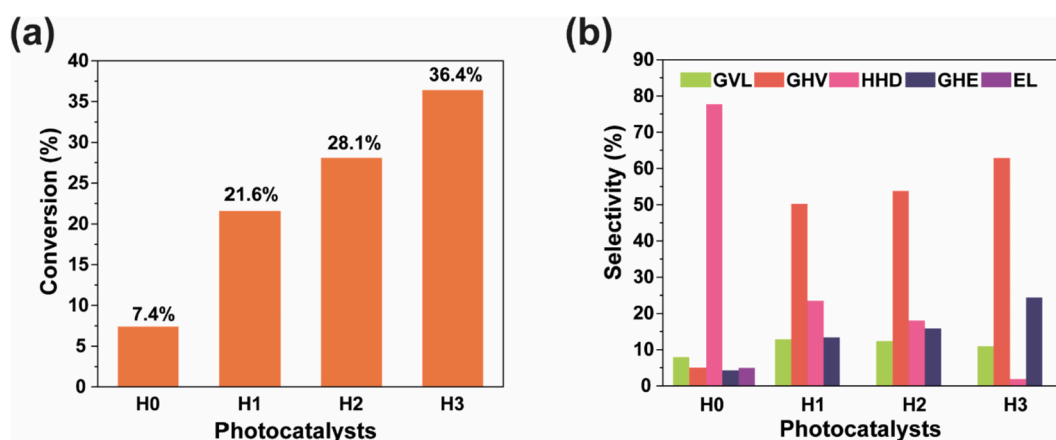 (a)
40
35
30
25
20
15
10
5
0
Conversion (%)
7.4%
21.6%
28.1%
36.4%
H0 H1 H2 H3
Photocatalysts
(b)
90
80
70
60
50
40
30
20
10
0
Selectivity (%)
GVL GHV HHD GHE EL
H0 H1 H2 H3
Photocatalysts